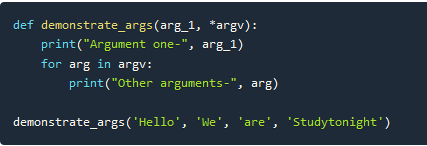 def demonstrate_args(arg_1, *argv):
    print("Argument one-", arg_1)
    for arg in argv:
        print("Other arguments-", arg)

demonstrate_args('Hello', 'We', 'are', 'Studytonight')